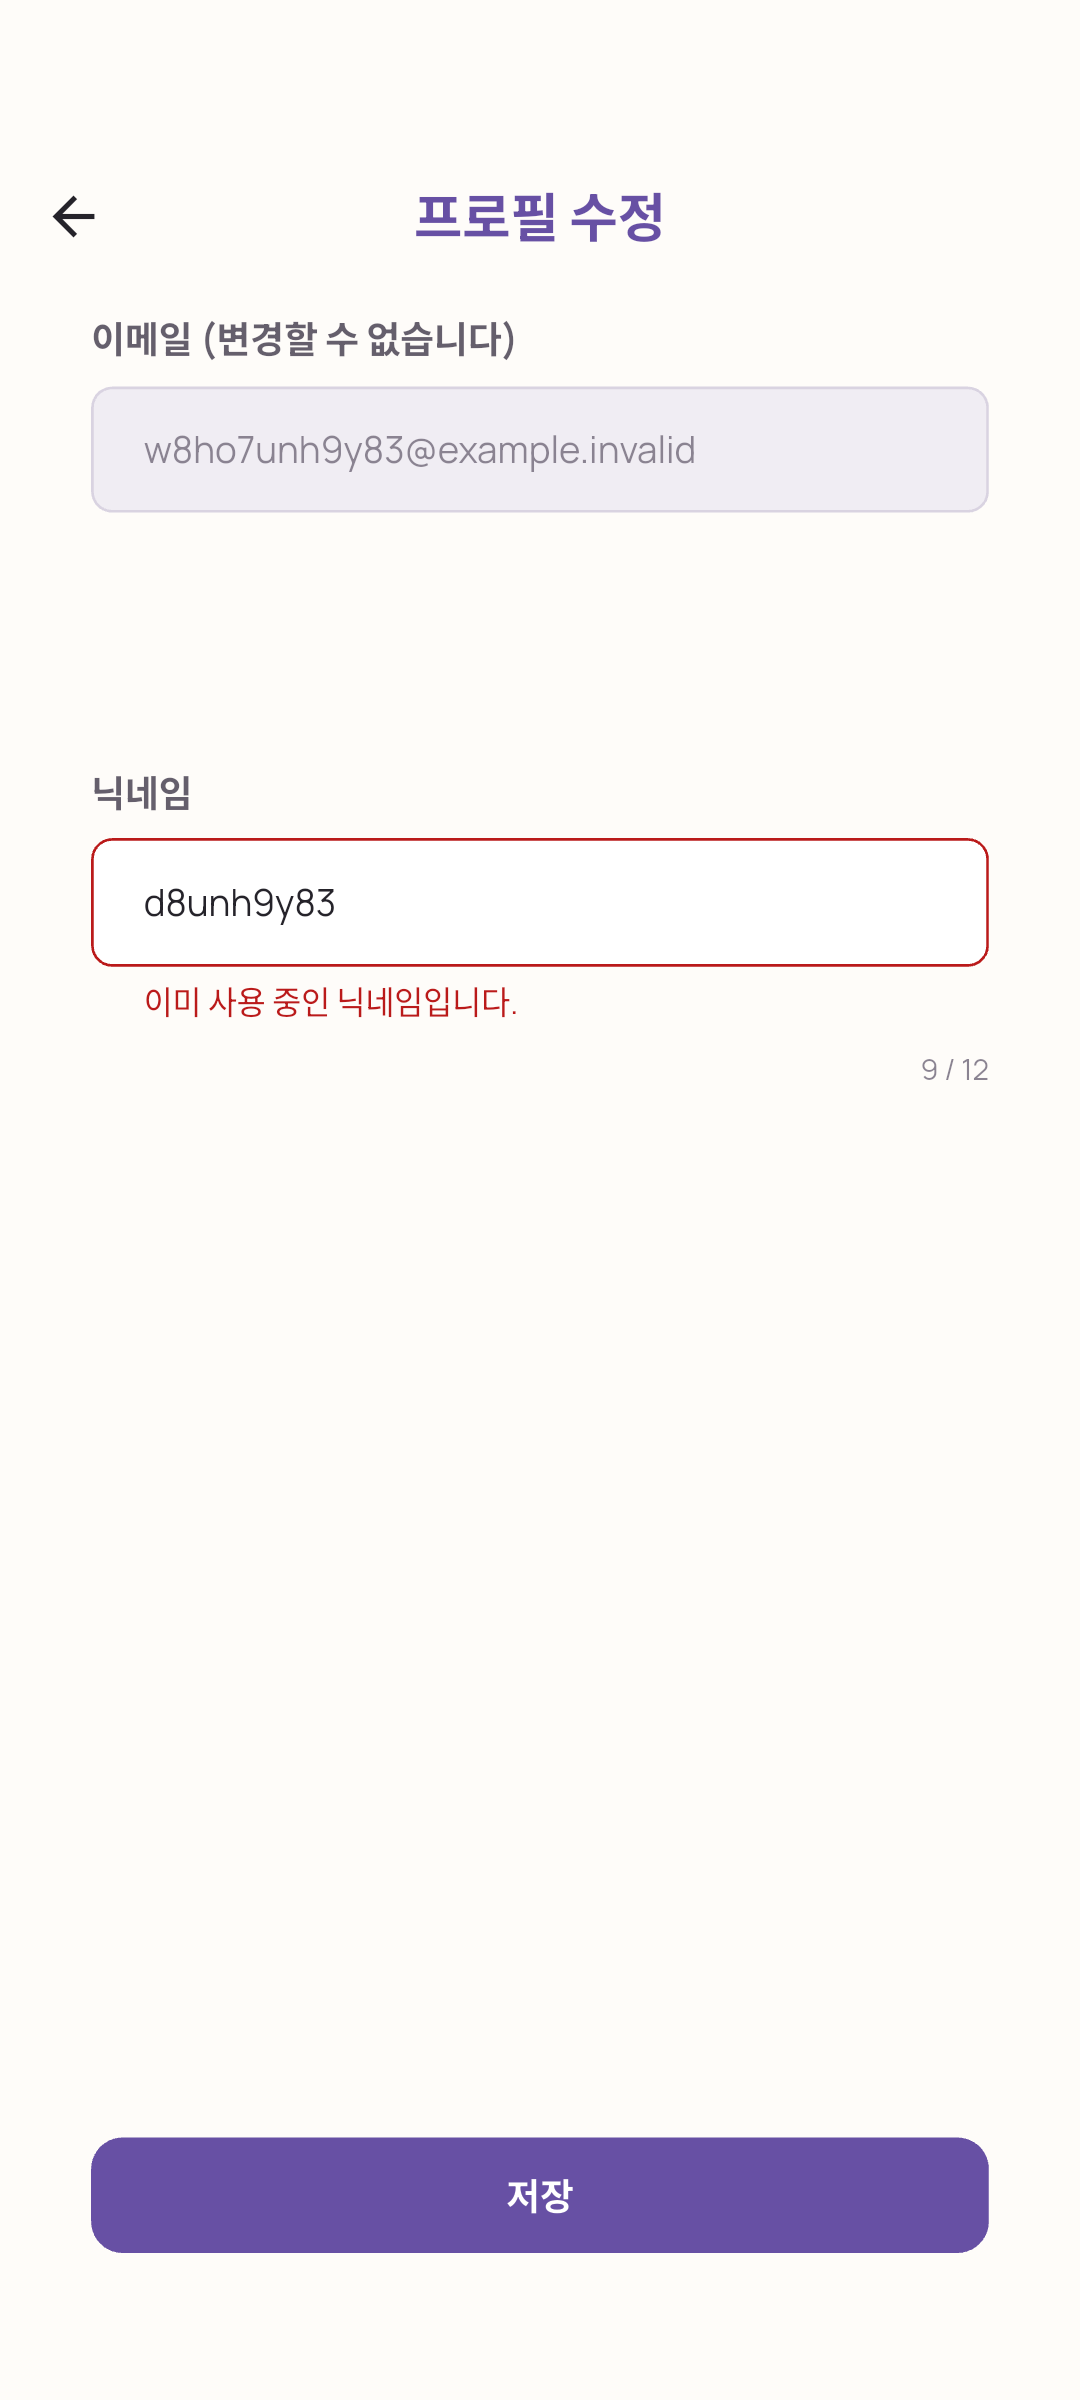 프로필 수정
이메일 (변경할 수 없습니다)
w8ho7unh9y83@example.invalid
닉네임
d8unh9y83
이미 사용 중인 닉네임입니다.
9 / 12
저장